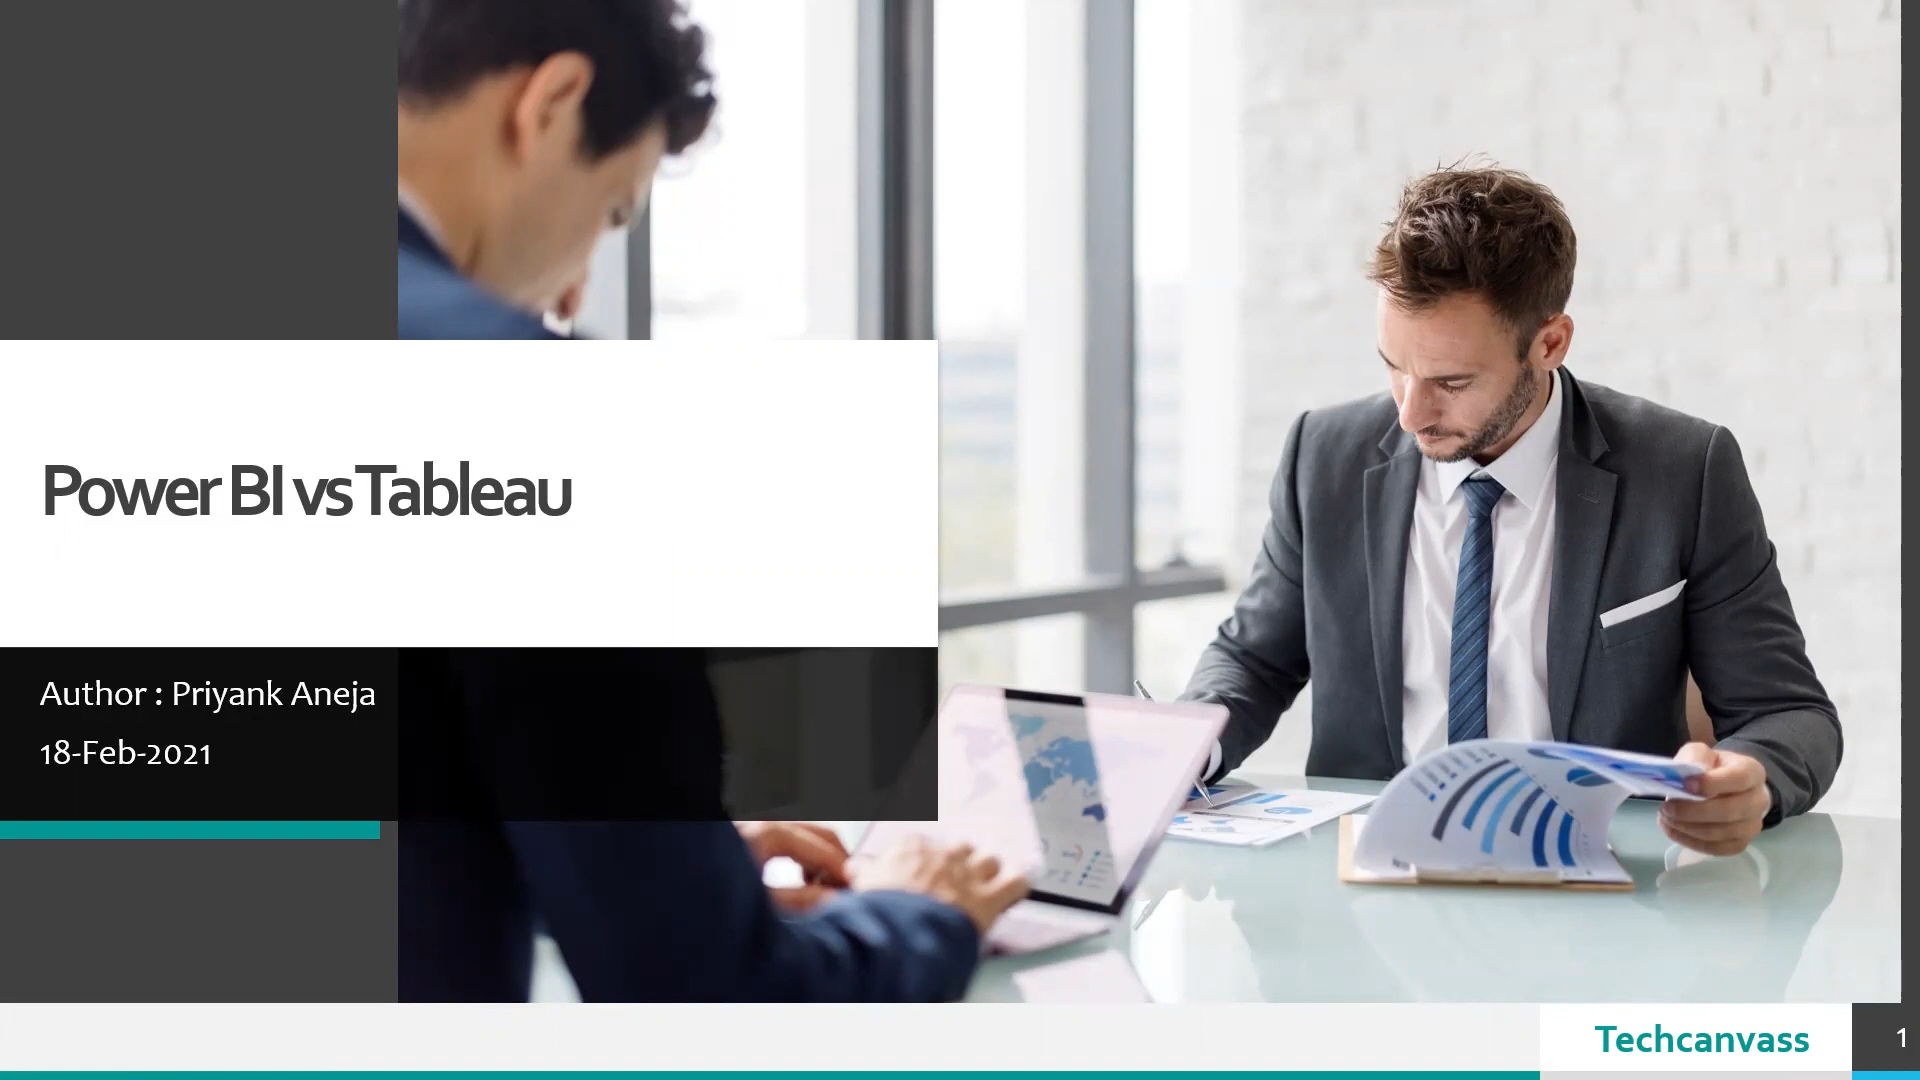 Power BI vs Tableau
Author : Priyank Aneja
18-Feb-2021
Techcanvass
1